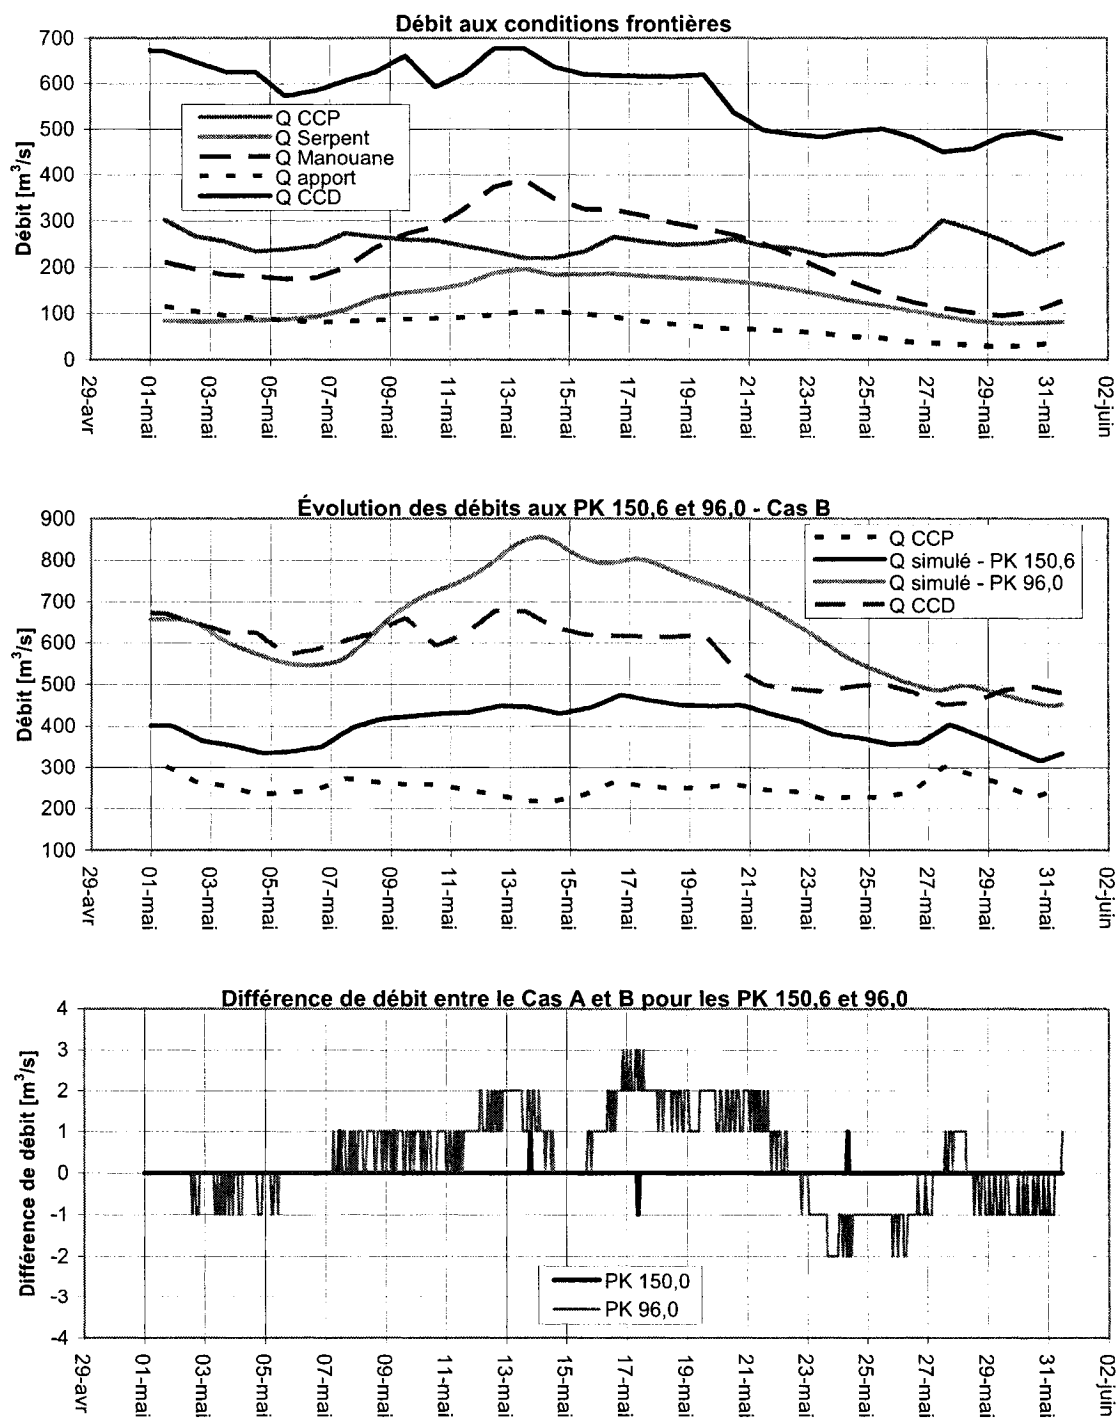 Débit aux conditions frontières
Débit [m³/s]
700
600
500
400
300
200
100
0
Q CCP
Q Serpent
Q Manouane
Q apport
Q CCD
29-avr
01-mai
03-mai
05-mai
07-mai
09-mai
11-mai
13-mai
15-mai
17-mai
19-mai
21-mai
23-mai
25-mai
27-mai
29-mai
31-mai
02-juin
Évolution des débits aux PK 150,6 et 96,0 - Cas B
Débit [m³/s]
900
800
700
600
500
400
300
200
100
Q CCP
Q simulé - PK 150,6
Q simulé - PK 96,0
Q CCD
29-avr
01-mai
03-mai
05-mai
07-mai
09-mai
11-mai
13-mai
15-mai
17-mai
19-mai
21-mai
23-mai
25-mai
27-mai
29-mai
31-mai
02-juin
Différence de débit entre le Cas A et B pour les PK 150,6 et 96,0
Différence de débit [m³/s]
4
3
2
1
0
-1
-2
-3
-4
PK 150,0
PK 96,0
29-avr
01-mai
03-mai
05-mai
07-mai
09-mai
11-mai
13-mai
15-mai
17-mai
19-mai
21-mai
23-mai
25-mai
27-mai
29-mai
31-mai
02-juin